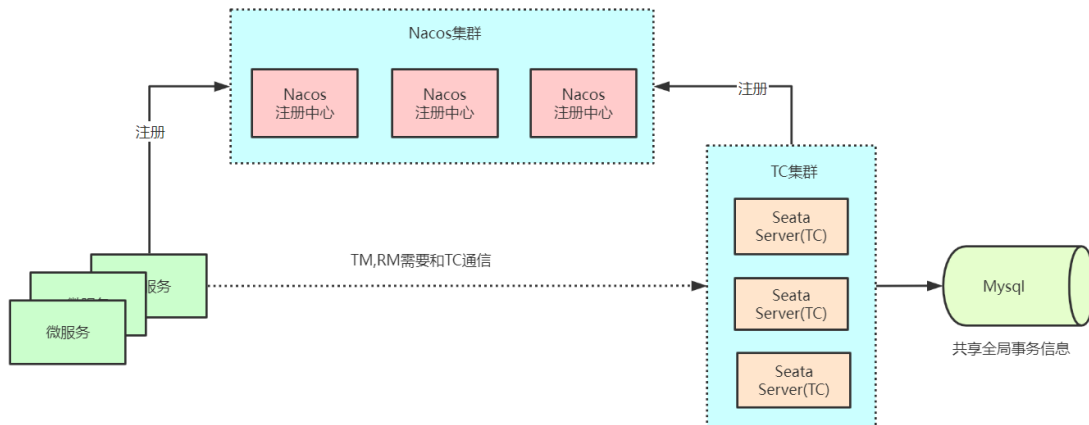 Nacos集群
Nacos
注册中心
Nacos
注册中心
Nacos
注册中心
注册
注册
TC集群
Seata
Server(TC)
TM,RM需要和TC通信
服务
微服务
Seata
Server(TC)
Mysql
微服务
共享全局事务信息
Seata
Server(TC)